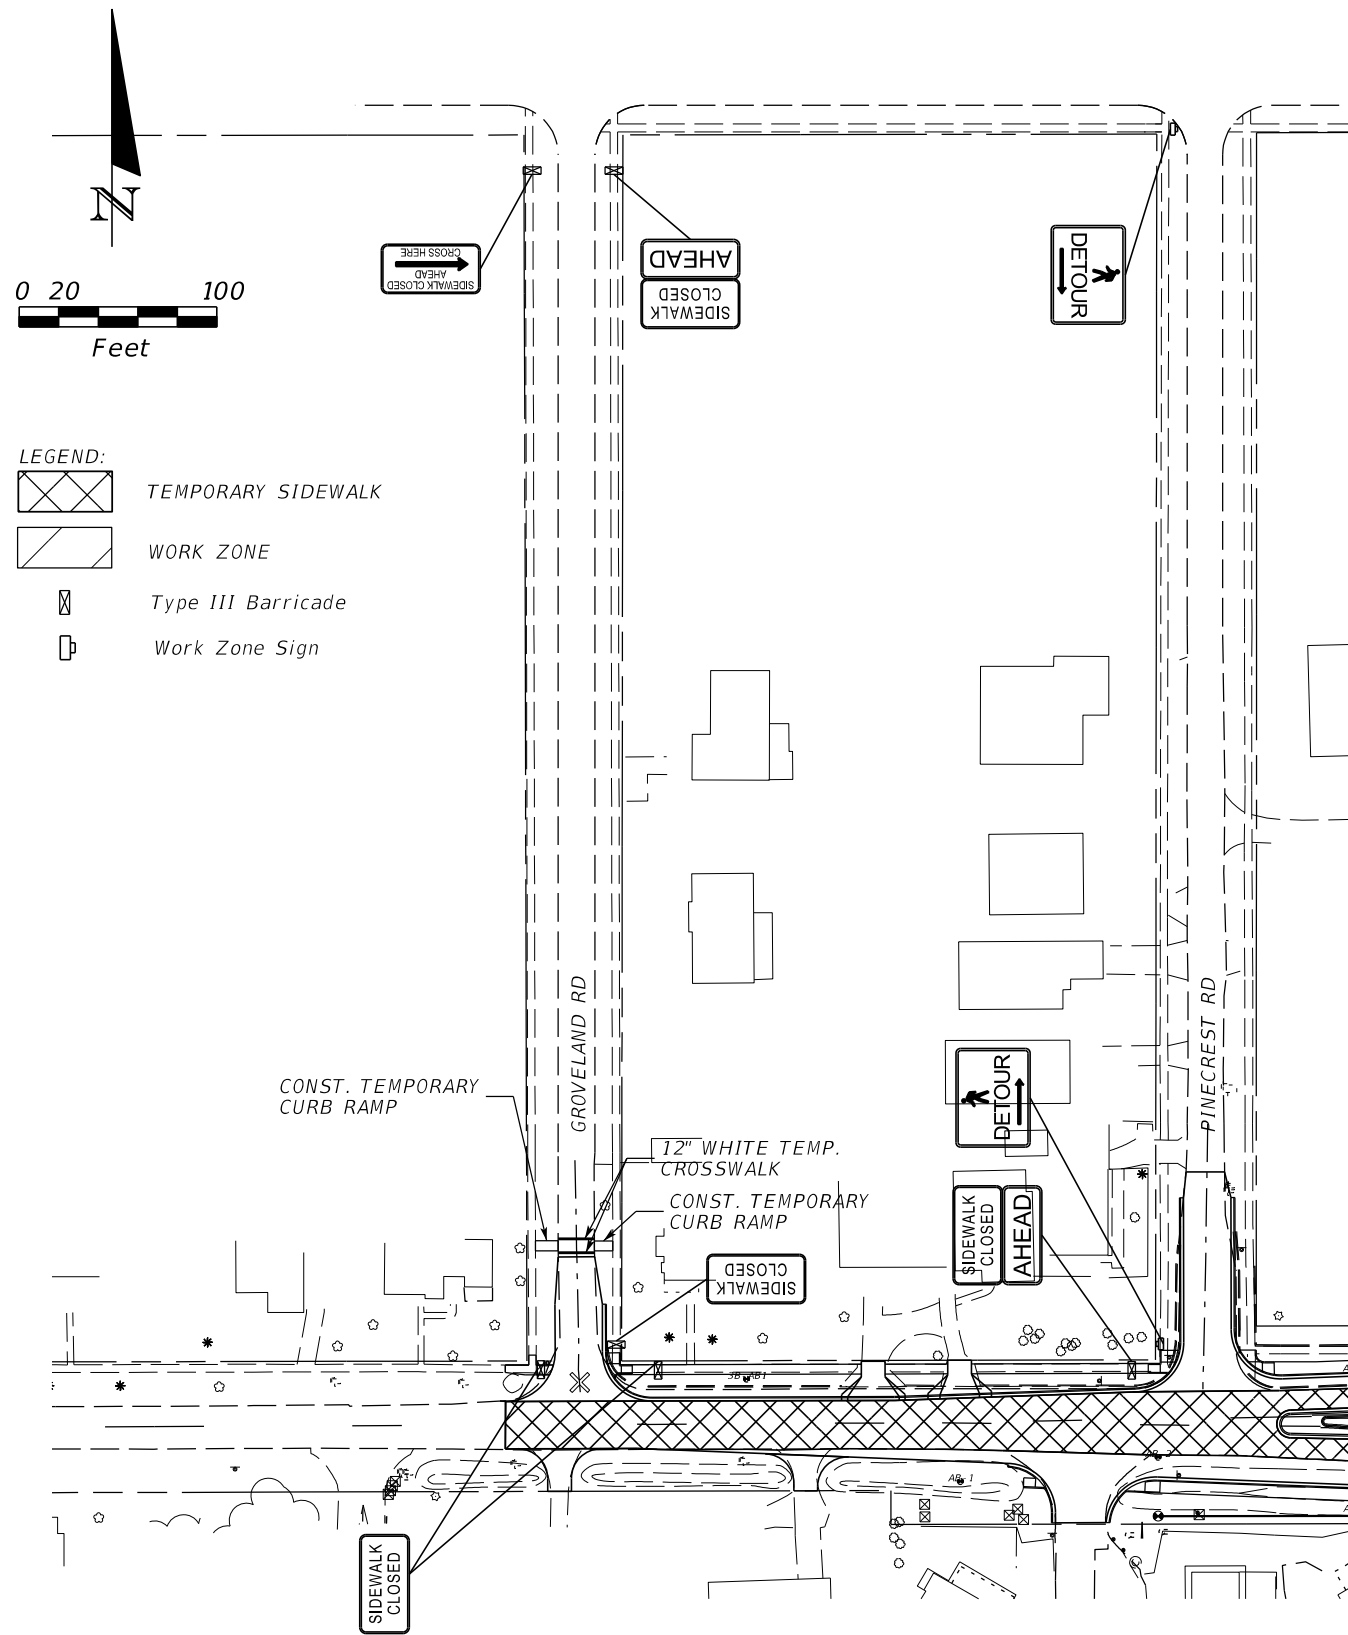 N
0 20 100
Feet
LEGEND:
TEMPORARY SIDEWALK
WORK ZONE
Type III Barricade
Work Zone Sign
SIDEWALK CLOSED
AHEAD
CROSS HERE
SIDEWALK
CLOSED
AHEAD
DETOUR
GROVELAND RD
PINECREST RD
CONST. TEMPORARY
CURB RAMP
12" WHITE TEMP.
CROSSWALK
CONST. TEMPORARY
CURB RAMP
DETOUR
SIDEWALK
CLOSED
AHEAD
SIDEWALK
CLOSED
AB-1
SIDEWALK
CLOSED